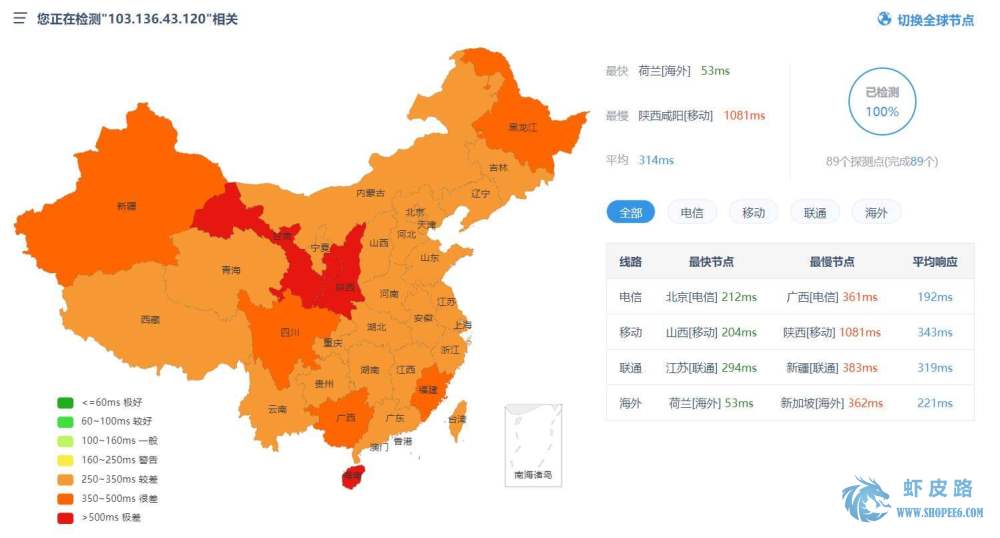 您正在检测"103.136.43.120"相关
切换全球节点
最快 荷兰[海外] 53ms
最慢 陕西咸阳[移动] 1081ms
平均 314ms
已检测
100%
89个探测点(完成89个)
全部 电信 移动 联通 海外
线路 最快节点 最慢节点 平均响应
电信 北京[电信] 212ms 广西[电信] 361ms 192ms
移动 山西[移动] 204ms 陕西[移动] 1081ms 343ms
联通 江苏[联通] 294ms 新疆[联通] 383ms 319ms
海外 荷兰[海外] 53ms 新加坡[海外] 362ms 221ms
黑龙江
吉林
辽宁
内蒙古
新疆
北京
天津
河北
甘肃
宁夏
山西
山东
青海
陕西
河南
江苏
西藏
安徽
上海
湖北
四川
重庆
浙江
湖南
江西
贵州
福建
云南
广西
广东
台湾
香港
澳门
海南
南海诸岛
<=60ms 极好
60~100ms 较好
100~160ms 一般
160~250ms 警告
250~350ms 较差
350~500ms 很差
>500ms 极差
虾皮路
WWW.SHOPEE6.COM